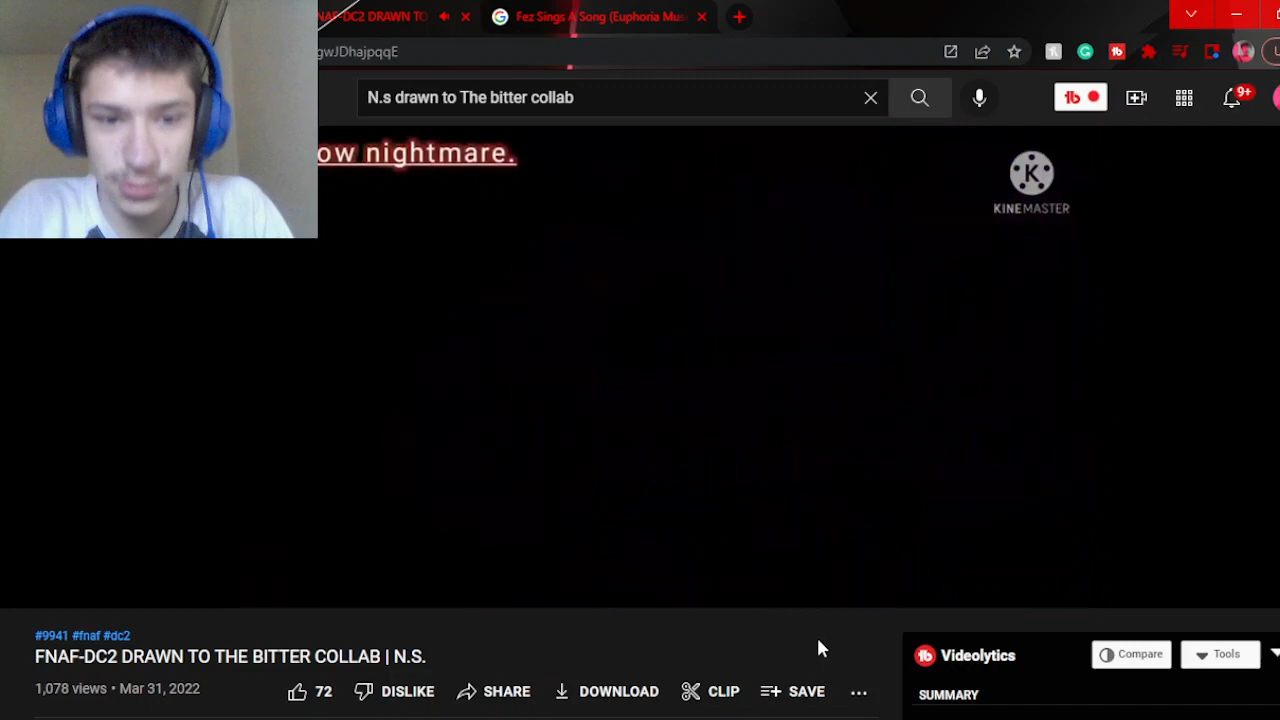 FNAF-DC2 DRAWN TO
Fez Sings A Song (Euphoria Mus
gwJDhajpqqE
N.s drawn to The bitter collab
9+
ow nightmare.
K
KINEMASTER
#9941 #fnaf #dc2
FNAF-DC2 DRAWN TO THE BITTER COLLAB | N.S.
1,078 views • Mar 31, 2022
72
DISLIKE
SHARE
DOWNLOAD
CLIP
SAVE
Videolytics
Compare
Tools
SUMMARY